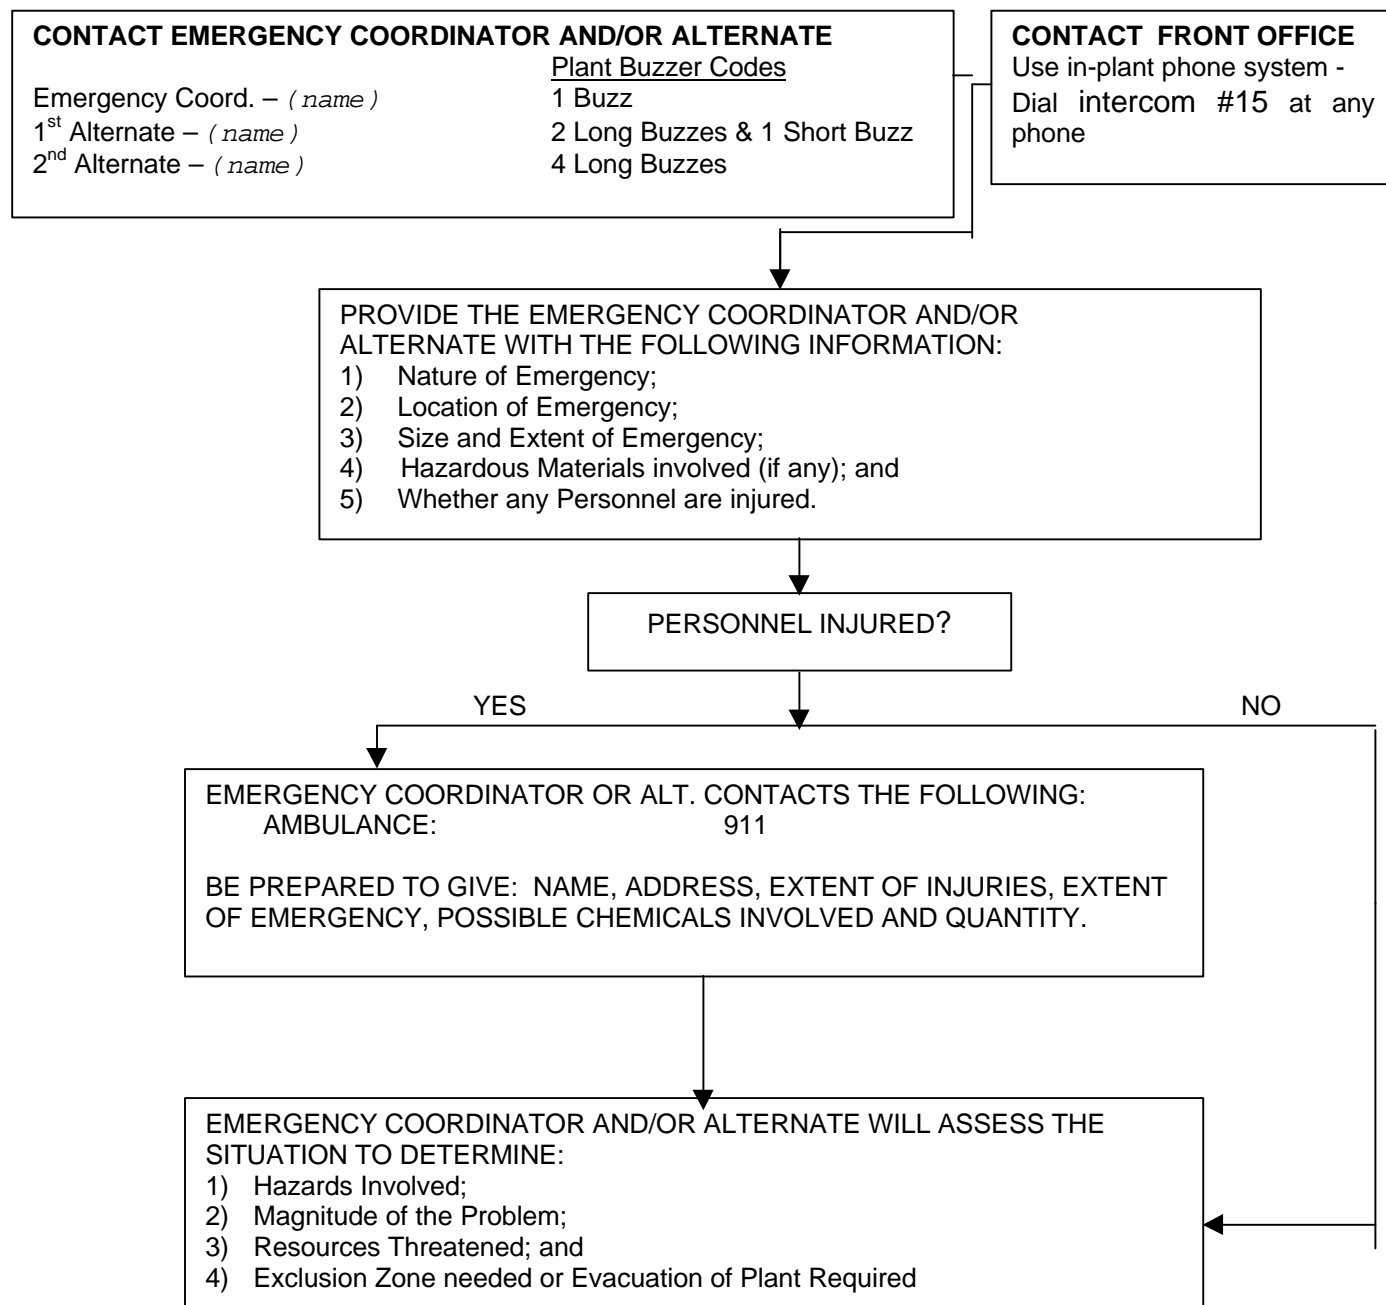 CONTACT EMERGENCY COORDINATOR AND/OR ALTERNATE
Plant Buzzer Codes
Emergency Coord. – (name) 1 Buzz
1st Alternate – (name) 2 Long Buzzes & 1 Short Buzz
2nd Alternate – (name) 4 Long Buzzes
CONTACT FRONT OFFICE
Use in-plant phone system -
Dial intercom #15 at any
phone
PROVIDE THE EMERGENCY COORDINATOR AND/OR
ALTERNATE WITH THE FOLLOWING INFORMATION:
1) Nature of Emergency;
2) Location of Emergency;
3) Size and Extent of Emergency;
4) Hazardous Materials involved (if any); and
5) Whether any Personnel are injured.
PERSONNEL INJURED?
YES NO
EMERGENCY COORDINATOR OR ALT. CONTACTS THE FOLLOWING:
AMBULANCE: 911
BE PREPARED TO GIVE: NAME, ADDRESS, EXTENT OF INJURIES, EXTENT
OF EMERGENCY, POSSIBLE CHEMICALS INVOLVED AND QUANTITY.
EMERGENCY COORDINATOR AND/OR ALTERNATE WILL ASSESS THE
SITUATION TO DETERMINE:
1) Hazards Involved;
2) Magnitude of the Problem;
3) Resources Threatened; and
4) Exclusion Zone needed or Evacuation of Plant Required